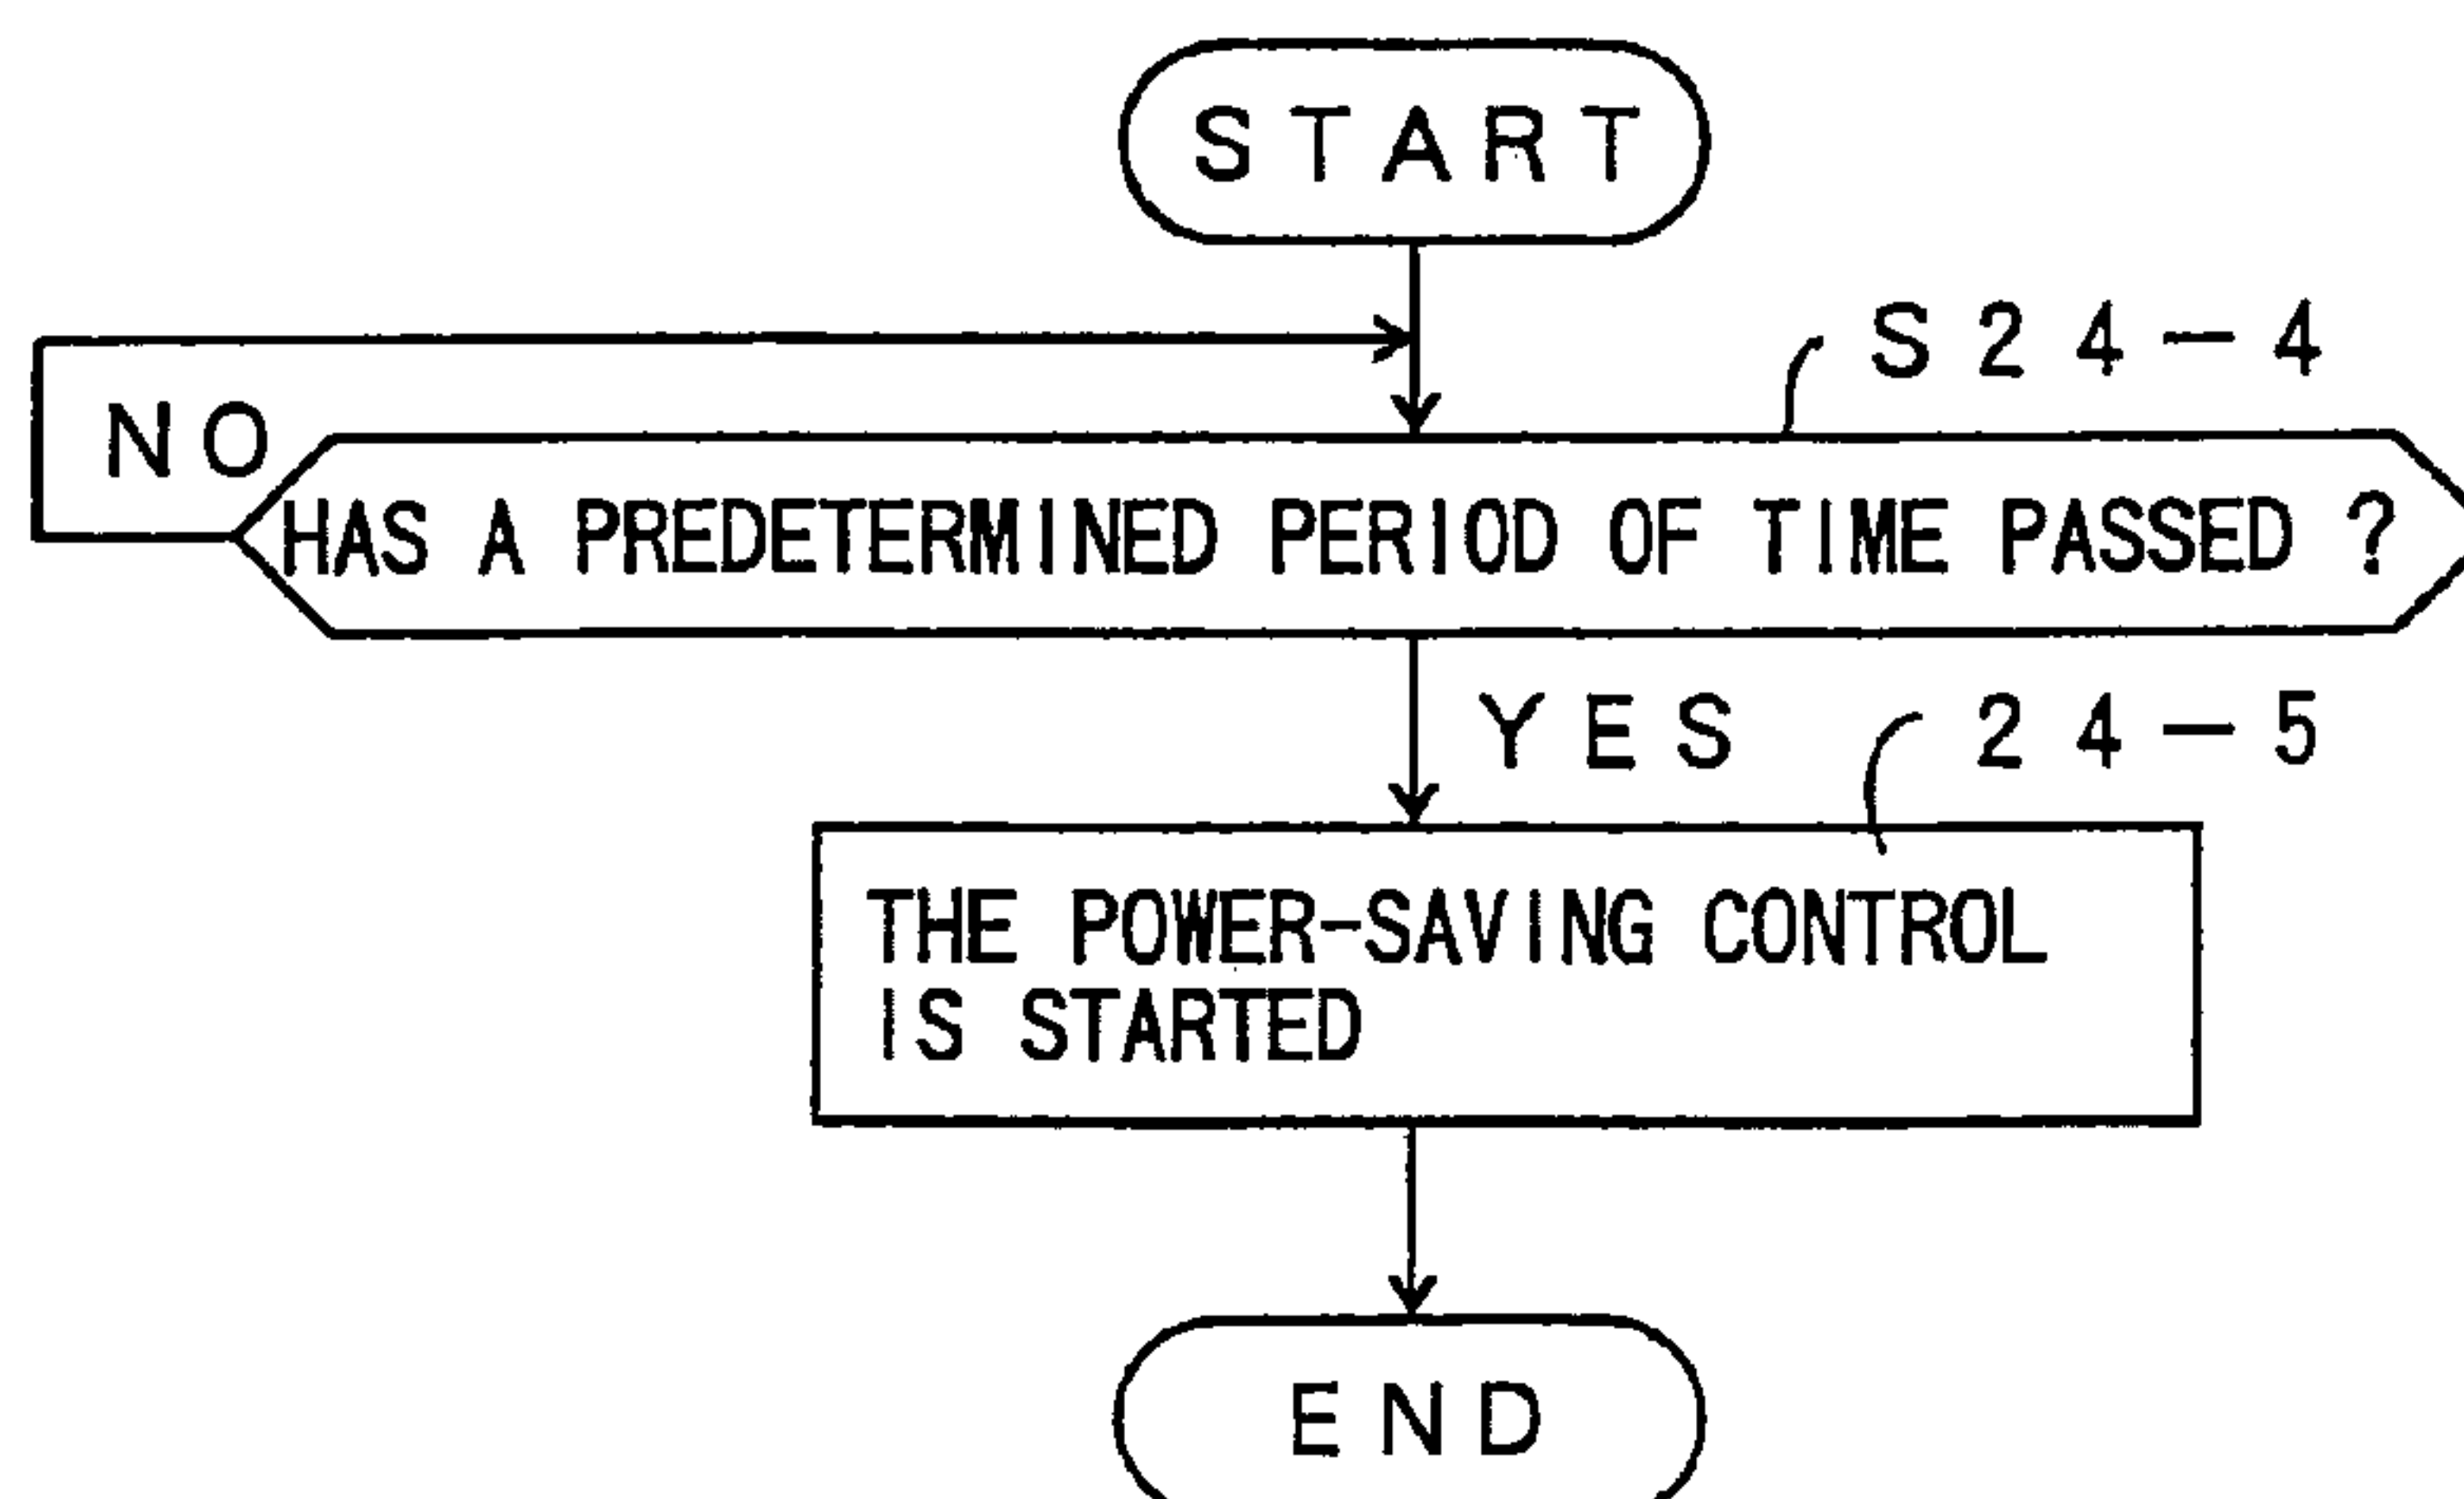 START
S24-4
NO
HAS A PREDETERMINED PERIOD OF TIME PASSED ?
YES
24-5
THE POWER-SAVING CONTROL
IS STARTED
END